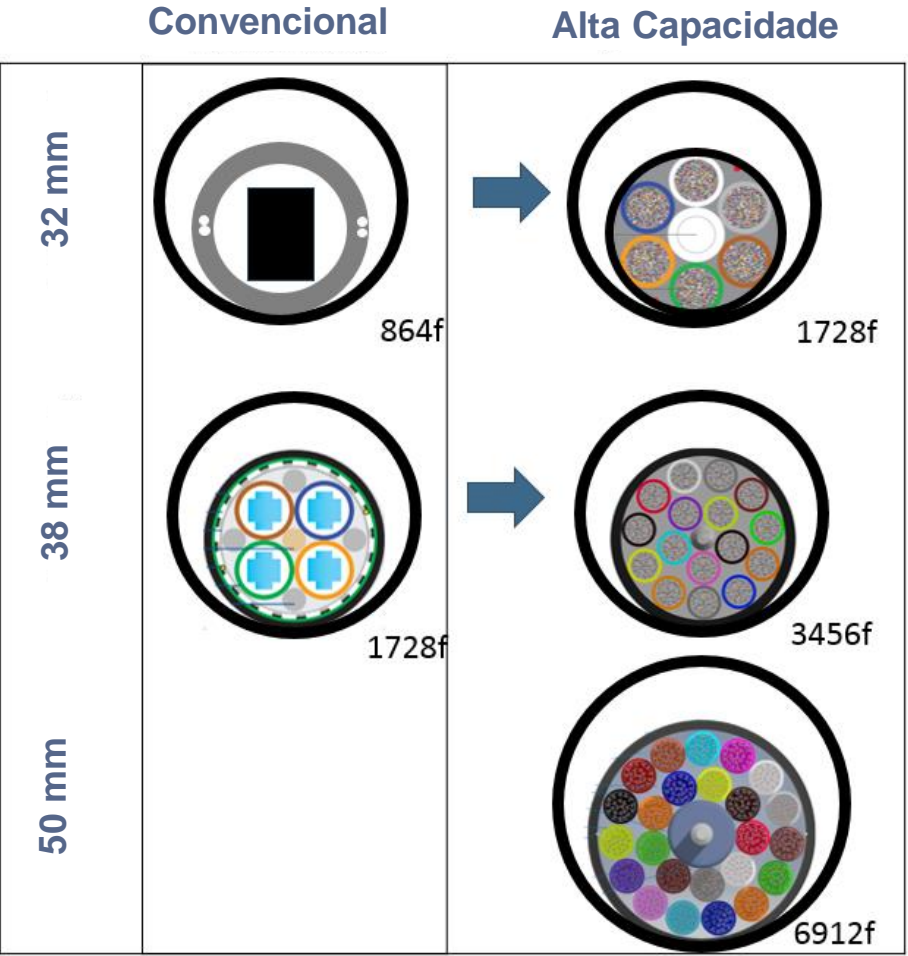 Convencional
Alta Capacidade
32 mm
864f
1728f
38 mm
1728f
3456f
50 mm
6912f